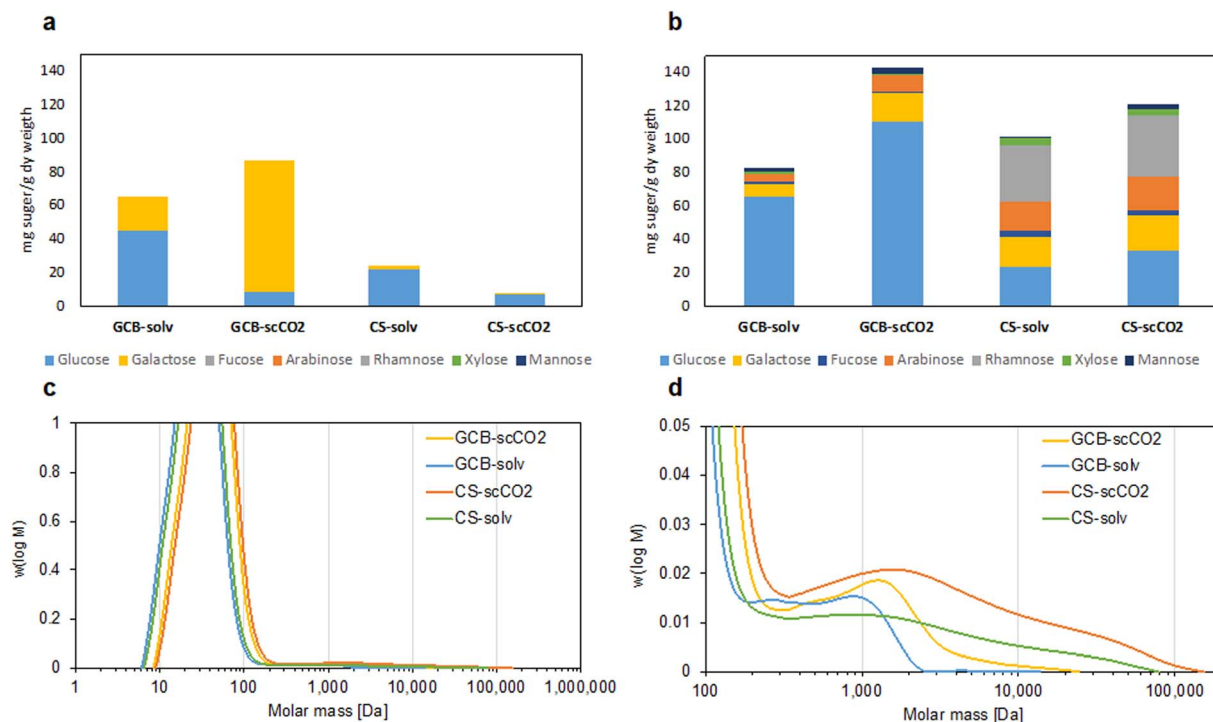 a
140
120
100
80
60
40
20
0
mg suger/g dy weigth
GCB-solv GCB-scCO2 CS-solv CS-scCO2
Glucose Galactose Fucose Arabinose Rhamnose Xylose Mannose
b
140
120
100
80
60
40
20
0
mg suger/g dy weigth
GCB-solv GCB-scCO2 CS-solv CS-scCO2
Glucose Galactose Fucose Arabinose Rhamnose Xylose Mannose
c
1
0.8
0.6
0.4
0.2
0
w(log M)
GCB-scCO2
GCB-solv
CS-scCO2
CS-solv
1 10 100 1,000 10,000 100,000 1,000,000
Molar mass [Da]
d
0.05
0.04
0.03
0.02
0.01
0
w(log M)
GCB-scCO2
GCB-solv
CS-scCO2
CS-solv
100 1,000 10,000 100,000
Molar mass [Da]